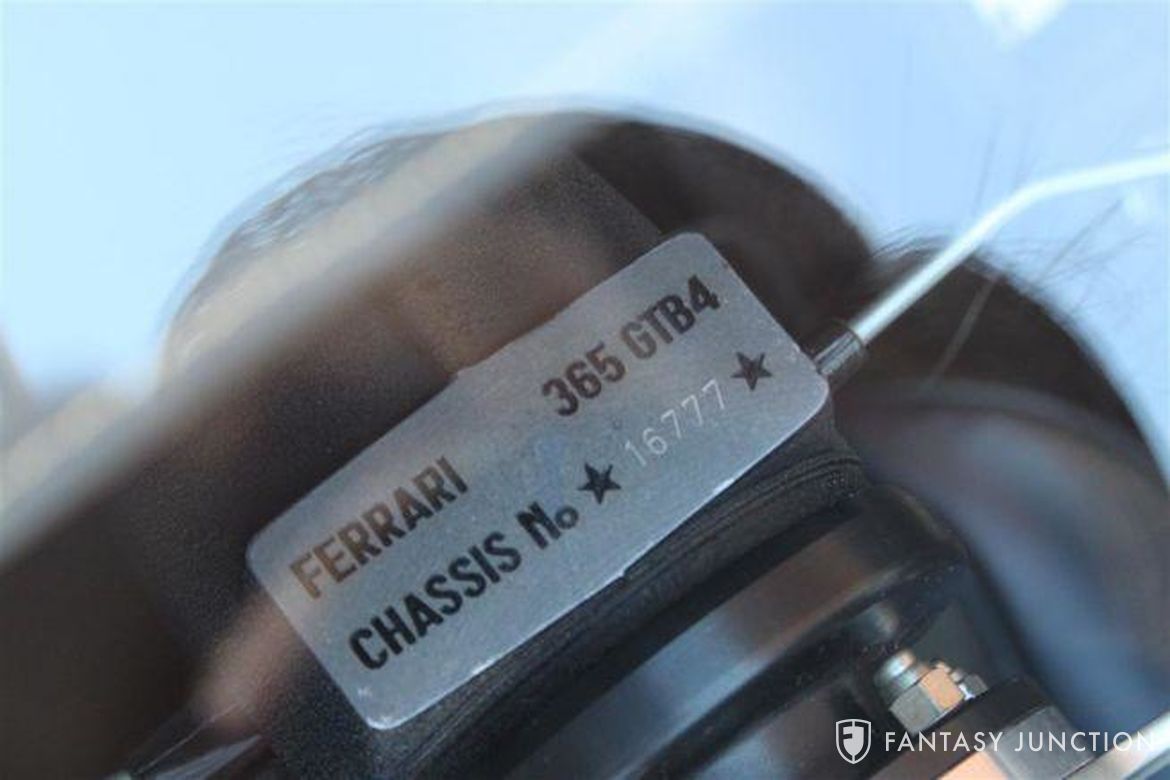 FERRARI 365 GTB4
CHASSIS No ★ 16777 ★
FANTASY JUNCTION